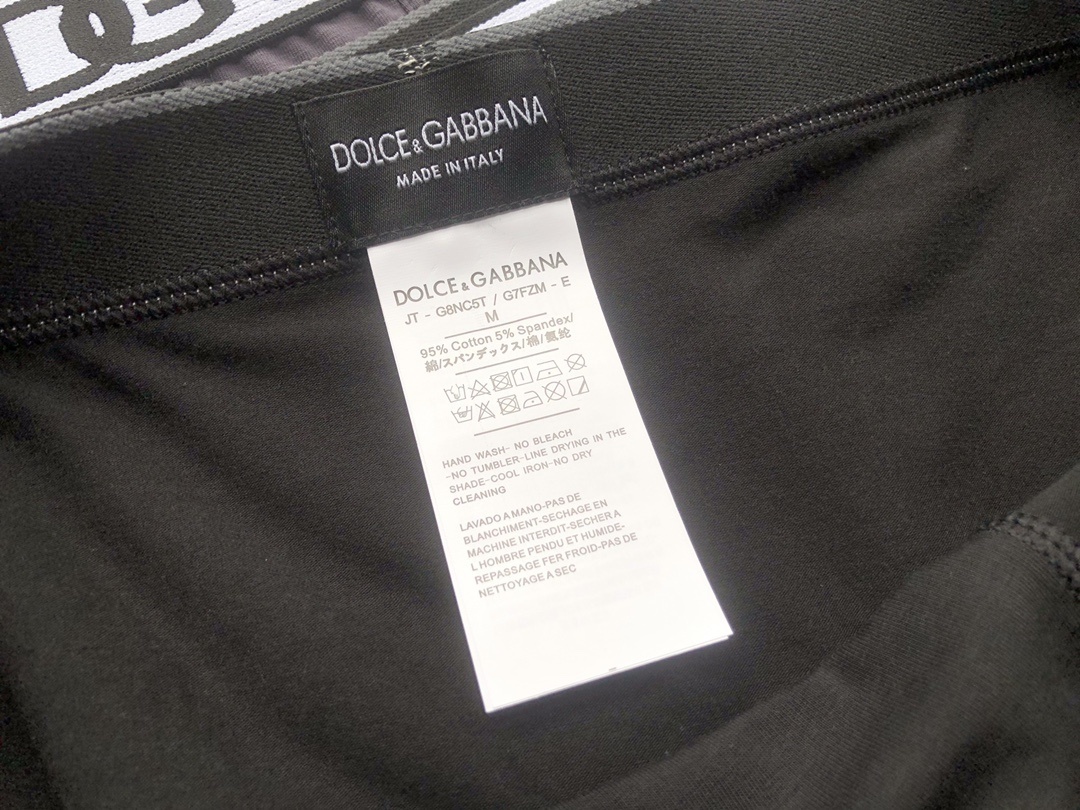 DG
DOLCE&GABBANA
MADE IN ITALY
DOLCE&GABBANA
JT - G8NC5T / G7FZM - E
M
95% Cotton 5% Spandex/
綿/スパンデックス/棉/氨纶
HAND WASH- NO BLEACH
-NO TUMBLER-LINE DRYING IN THE
SHADE-COOL IRON-NO DRY
CLEANING
LAVADO A MANO-PAS DE
BLANCHIMENT-SECHAGE EN
MACHINE INTERDIT-SECHER A
L HOMBRE PENDU ET HUMIDE-
REPASSAGE FER FROID-PAS DE
NETTOYAGE A SEC